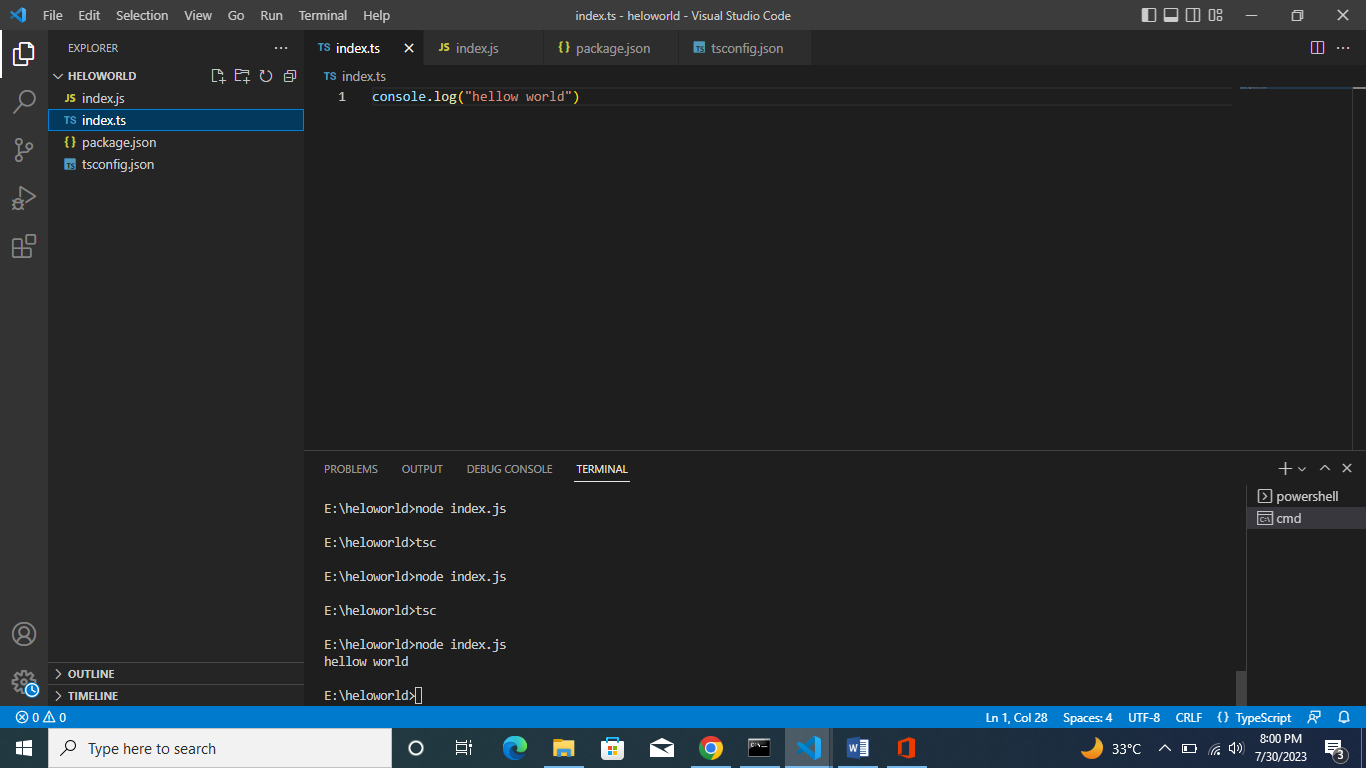 File Edit Selection View Go Run Terminal Help index.ts - heloworld - Visual Studio Code
EXPLORER
HELOWORLD
JS index.js
TS index.ts
{} package.json
TS tsconfig.json
OUTLINE
TIMELINE
TS index.ts JS index.js {} package.json TS tsconfig.json
TS index.ts
1 console.log("hellow world")
PROBLEMS OUTPUT DEBUG CONSOLE TERMINAL
E:\heloworld>node index.js
E:\heloworld>tsc
E:\heloworld>node index.js
E:\heloworld>tsc
E:\heloworld>node index.js
hellow world
E:\heloworld>
powershell
cmd
0 0 Ln 1, Col 28 Spaces: 4 UTF-8 CRLF {} TypeScript
Type here to search
33°C
8:00 PM
7/30/2023
3